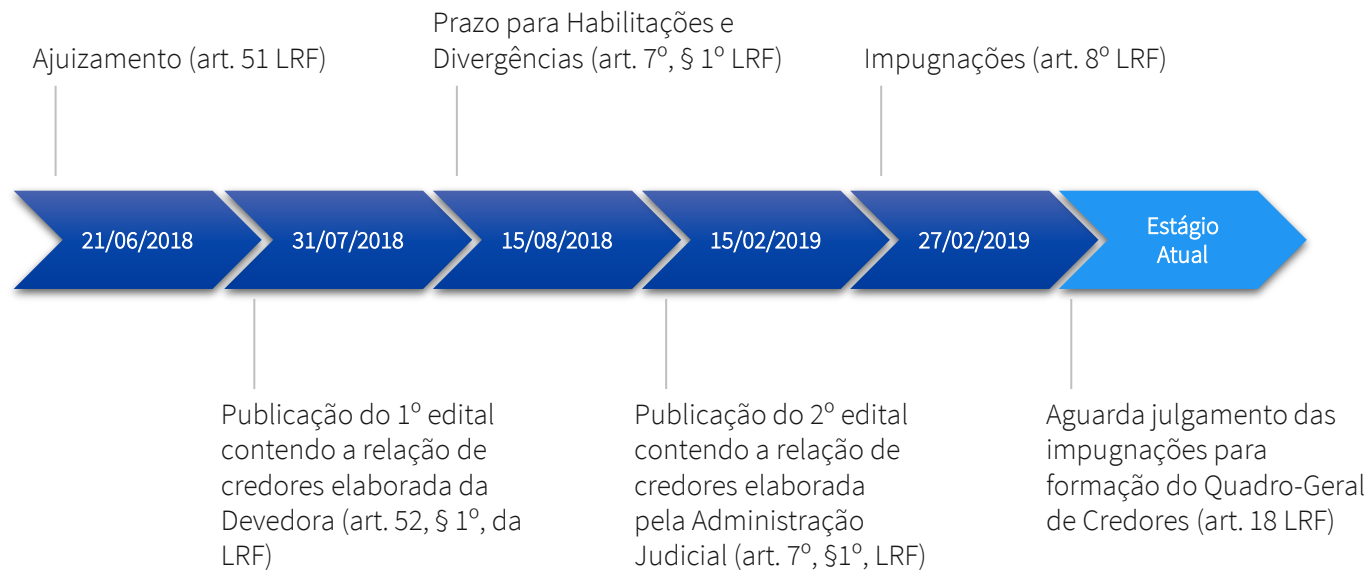 Ajuizamento (art. 51 LRF)
Prazo para Habilitações e
Divergências (art. 7º, § 1º LRF)
Impugnações (art. 8º LRF)
21/06/2018
31/07/2018
15/08/2018
15/02/2019
27/02/2019
Estágio
Atual
Publicação do 1º edital
contendo a relação de
credores elaborada da
Devedora (art. 52, § 1º, da
LRF)
Publicação do 2º edital
contendo a relação de
credores elaborada
pela Administração
Judicial (art. 7º, §1º, LRF)
Aguarda julgamento das
impugnações para
formação do Quadro-Geral
de Credores (art. 18 LRF)